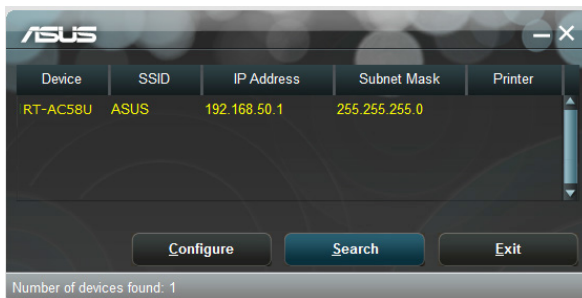 ASUS
Device SSID IP Address Subnet Mask Printer
RT-AC58U ASUS 192.168.50.1 255.255.255.0
Configure Search Exit
Number of devices found: 1